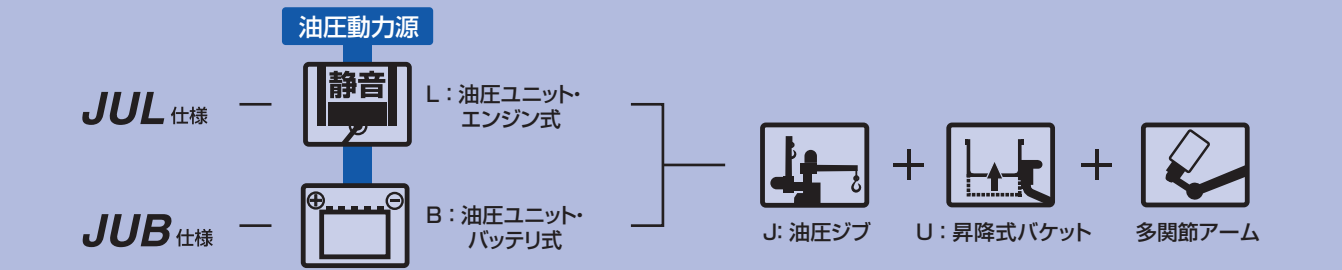 油圧動力源
静音
JUL仕様
L：油圧ユニット・
エンジン式
JUB仕様
B：油圧ユニット・
バッテリ式
J: 油圧ジブ
U：昇降式バケット
多関節アーム